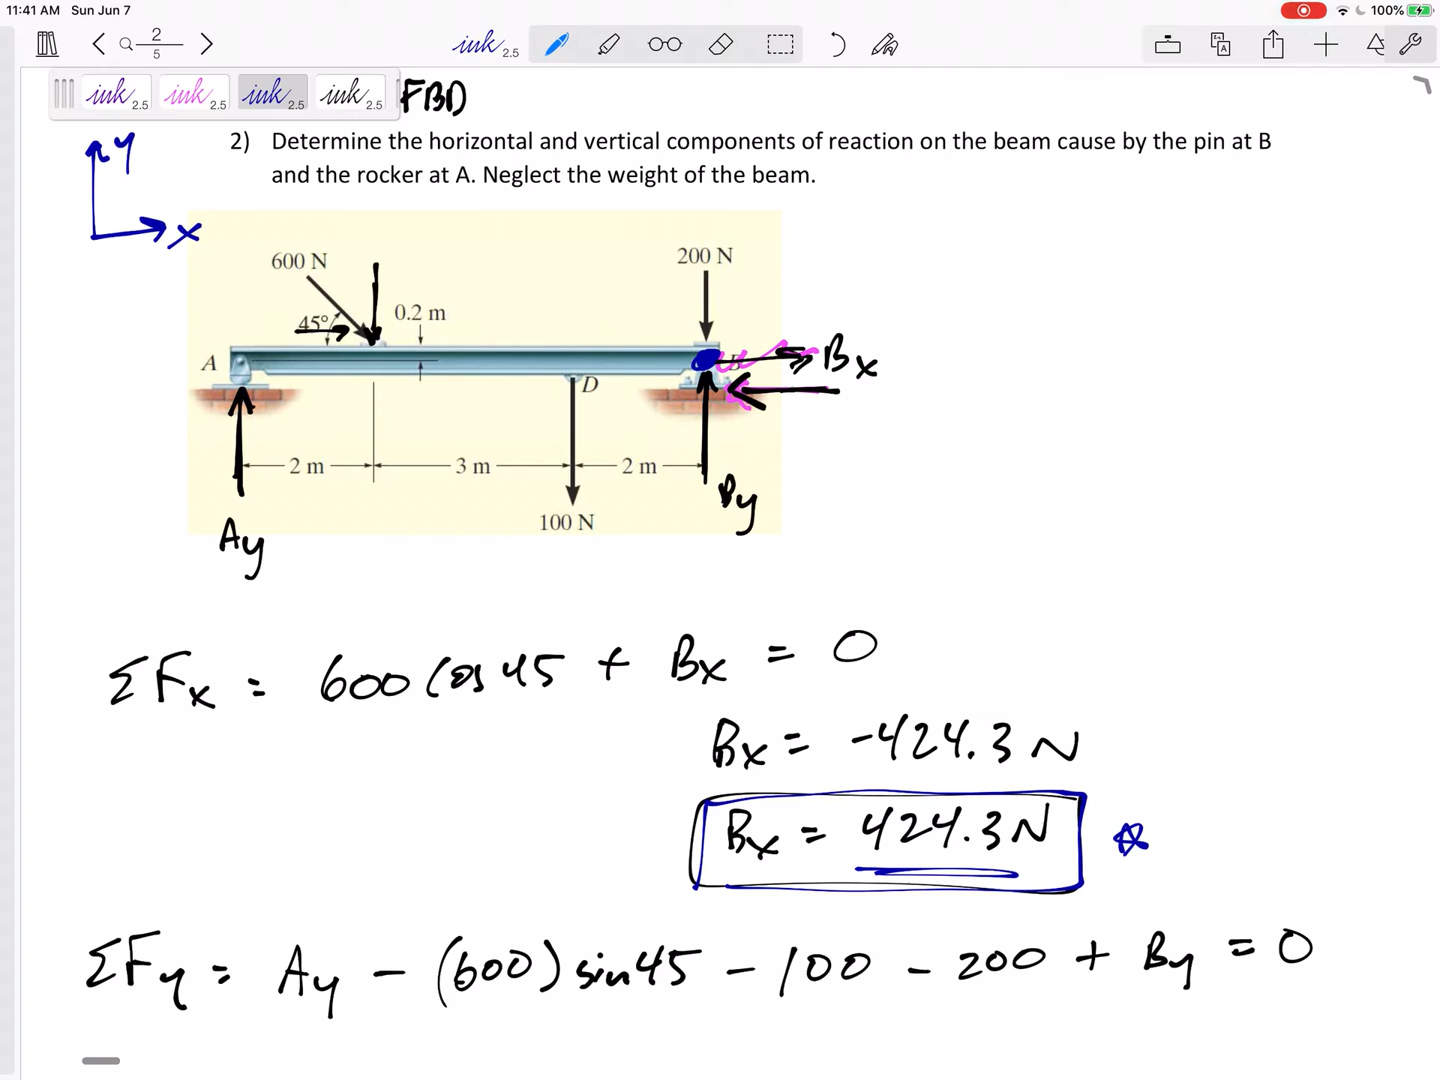 11:41 AM Sun Jun 7
100%
2
5
ink 2.5
ink 2.5
ink 2.5
ink 2.5
ink 2.5
FBD
y
x
2) Determine the horizontal and vertical components of reaction on the beam cause by the pin at B
and the rocker at A. Neglect the weight of the beam.
600 N
200 N
45°
0.2 m
A
Bx
D
2 m
3 m
2 m
By
100 N
Ay
ΣFx = 600 cos 45 + Bx = 0
Bx = -424.3 N
Bx = 424.3 N
ΣFy = Ay - (600) sin 45 - 100 - 200 + By = 0